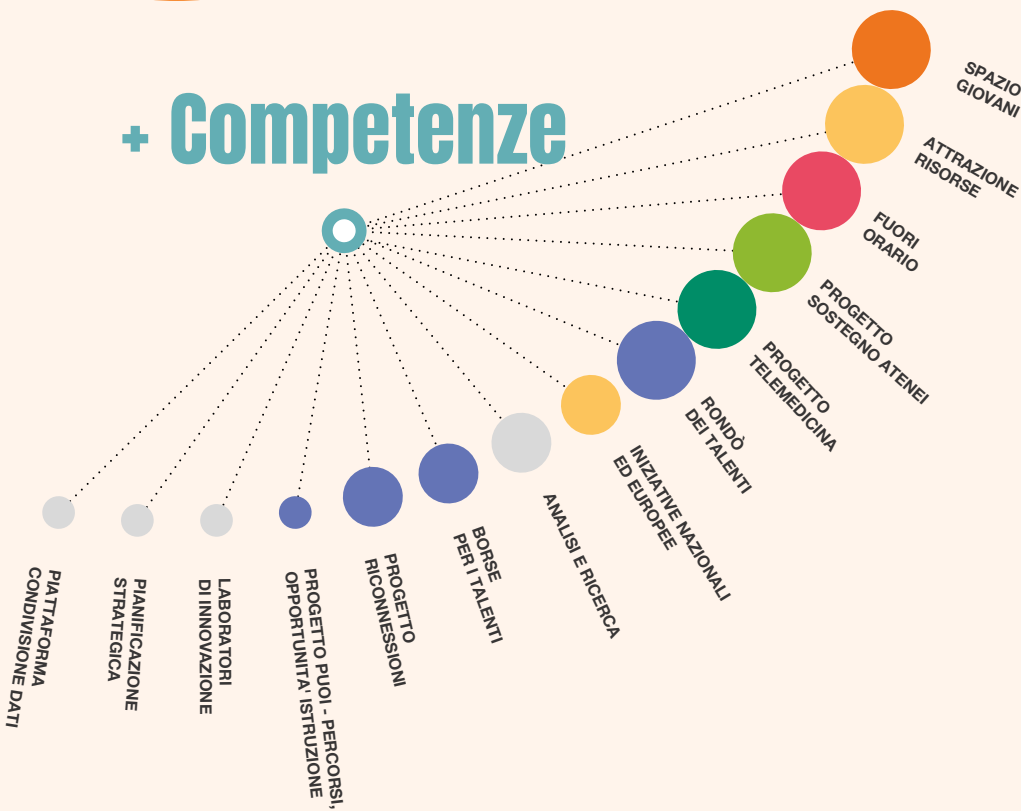 + Competenze
SPAZIO
GIOVANI
ATTRAZIONE
RISORSE
FUORI
ORARIO
PROGETTO
SOSTEGNO ATENEI
PROGETTO
TELEMEDICINA
RONDÒ
DEI TALENTI
INIZIATIVE NAZIONALI
ED EUROPEE
ANALISI E RICERCA
BORSE
PER I TALENTI
PROGETTO
RICONNESSIONI
PROGETTO PUOI - PERCORSI,
OPPORTUNITA' ISTRUZIONE
LABORATORI
DI INNOVAZIONE
PIANIFICAZIONE
STRATEGICA
PIATTAFORMA
CONDIVISIONE DATI